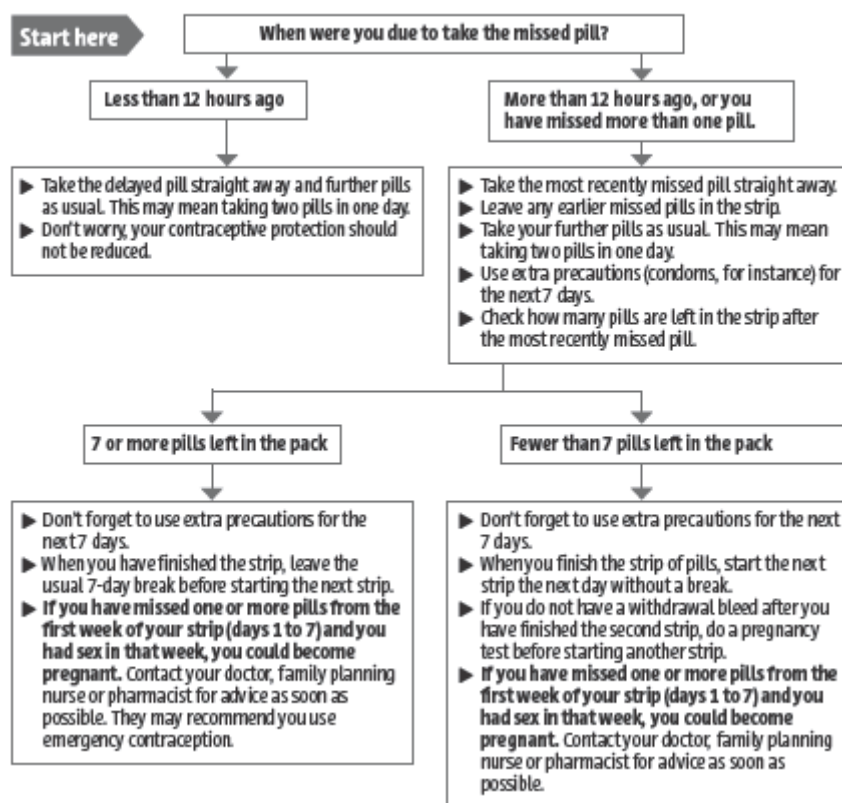 Start here
When were you due to take the missed pill?
Less than 12 hours ago
More than 12 hours ago, or you
have missed more than one pill.
▶ Take the delayed pill straight away and further pills
as usual. This may mean taking two pills in one day.
▶ Don't worry, your contraceptive protection should
not be reduced.
▶ Take the most recently missed pill straight away.
▶ Leave any earlier missed pills in the strip.
▶ Take your further pills as usual. This may mean
taking two pills in one day.
▶ Use extra precautions (condoms, for instance) for
the next 7 days.
▶ Check how many pills are left in the strip after
the most recently missed pill.
7 or more pills left in the pack
Fewer than 7 pills left in the pack
▶ Don't forget to use extra precautions for the
next 7 days.
▶ When you have finished the strip, leave the
usual 7-day break before starting the next strip.
▶ If you have missed one or more pills from the
first week of your strip (days 1 to 7) and you
had sex in that week, you could become
pregnant. Contact your doctor, family planning
nurse or pharmacist for advice as soon as
possible. They may recommend you use
emergency contraception.
▶ Don't forget to use extra precautions for the next
7 days.
▶ When you finish the strip of pills, start the next
strip the next day without a break.
▶ If you do not have a withdrawal bleed after you
have finished the second strip, do a pregnancy
test before starting another strip.
▶ If you have missed one or more pills from the
first week of your strip (days 1 to 7) and you
had sex in that week, you could become
pregnant. Contact your doctor, family planning
nurse or pharmacist for advice as soon as
possible.